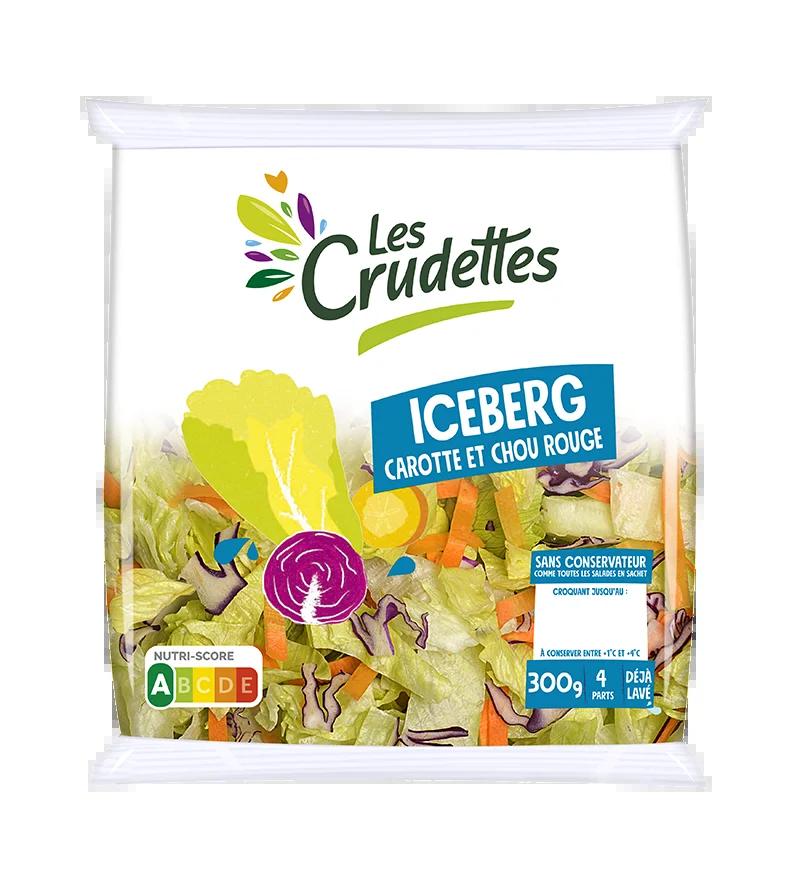 Les
Crudettes
ICEBERG
CAROTTE ET CHOU ROUGE
SANS CONSERVATEUR
COMME TOUTES LES SALADES EN SACHET
CROQUANT JUSQU'AU :
À CONSERVER ENTRE +1°C ET +4°C
NUTRI-SCORE
A B C D E
300g
4
PARTS
DÉJÀ
LAVÉ